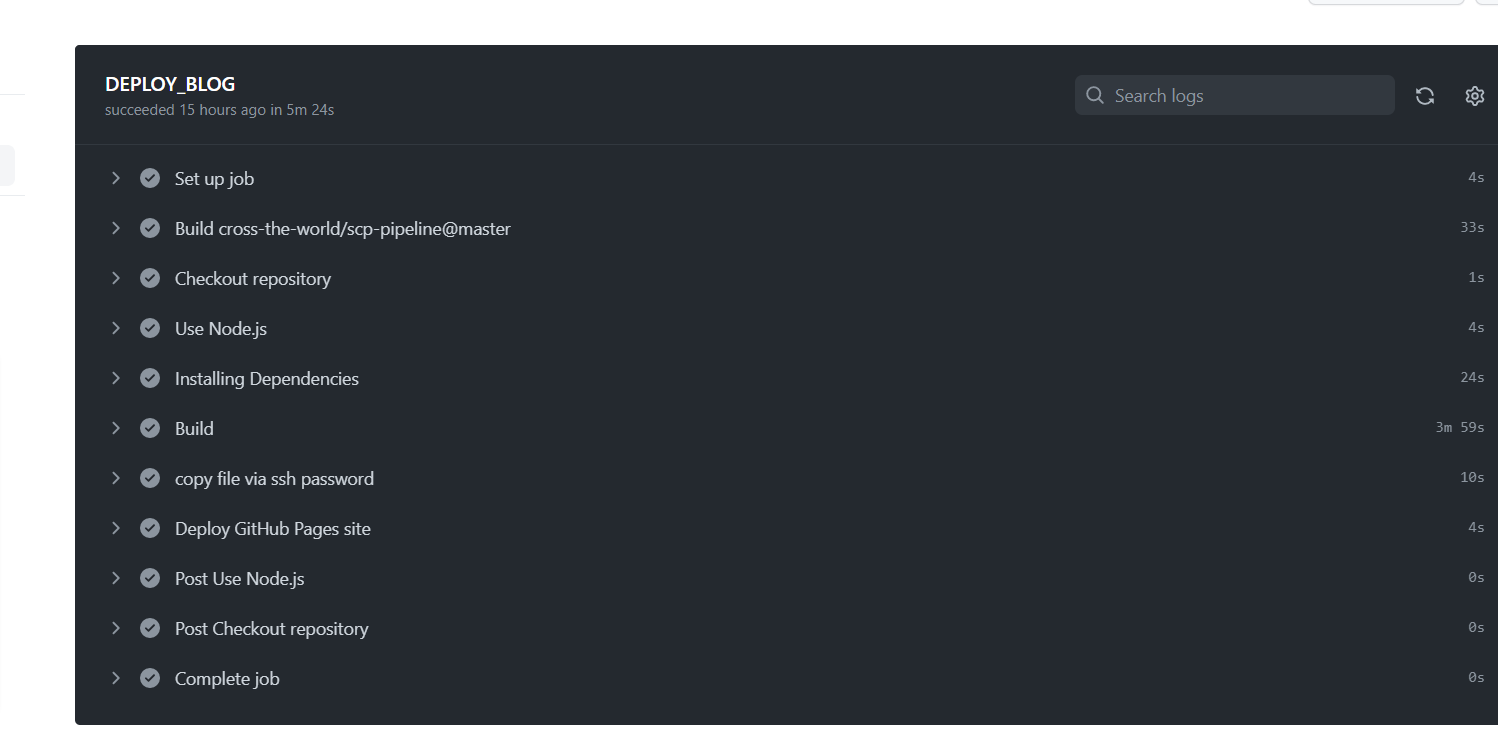 DEPLOY_BLOG
succeeded 15 hours ago in 5m 24s
Search logs
Set up job 4s
Build cross-the-world/scp-pipeline@master 33s
Checkout repository 1s
Use Node.js 4s
Installing Dependencies 24s
Build 3m 59s
copy file via ssh password 10s
Deploy GitHub Pages site 4s
Post Use Node.js 0s
Post Checkout repository 0s
Complete job 0s